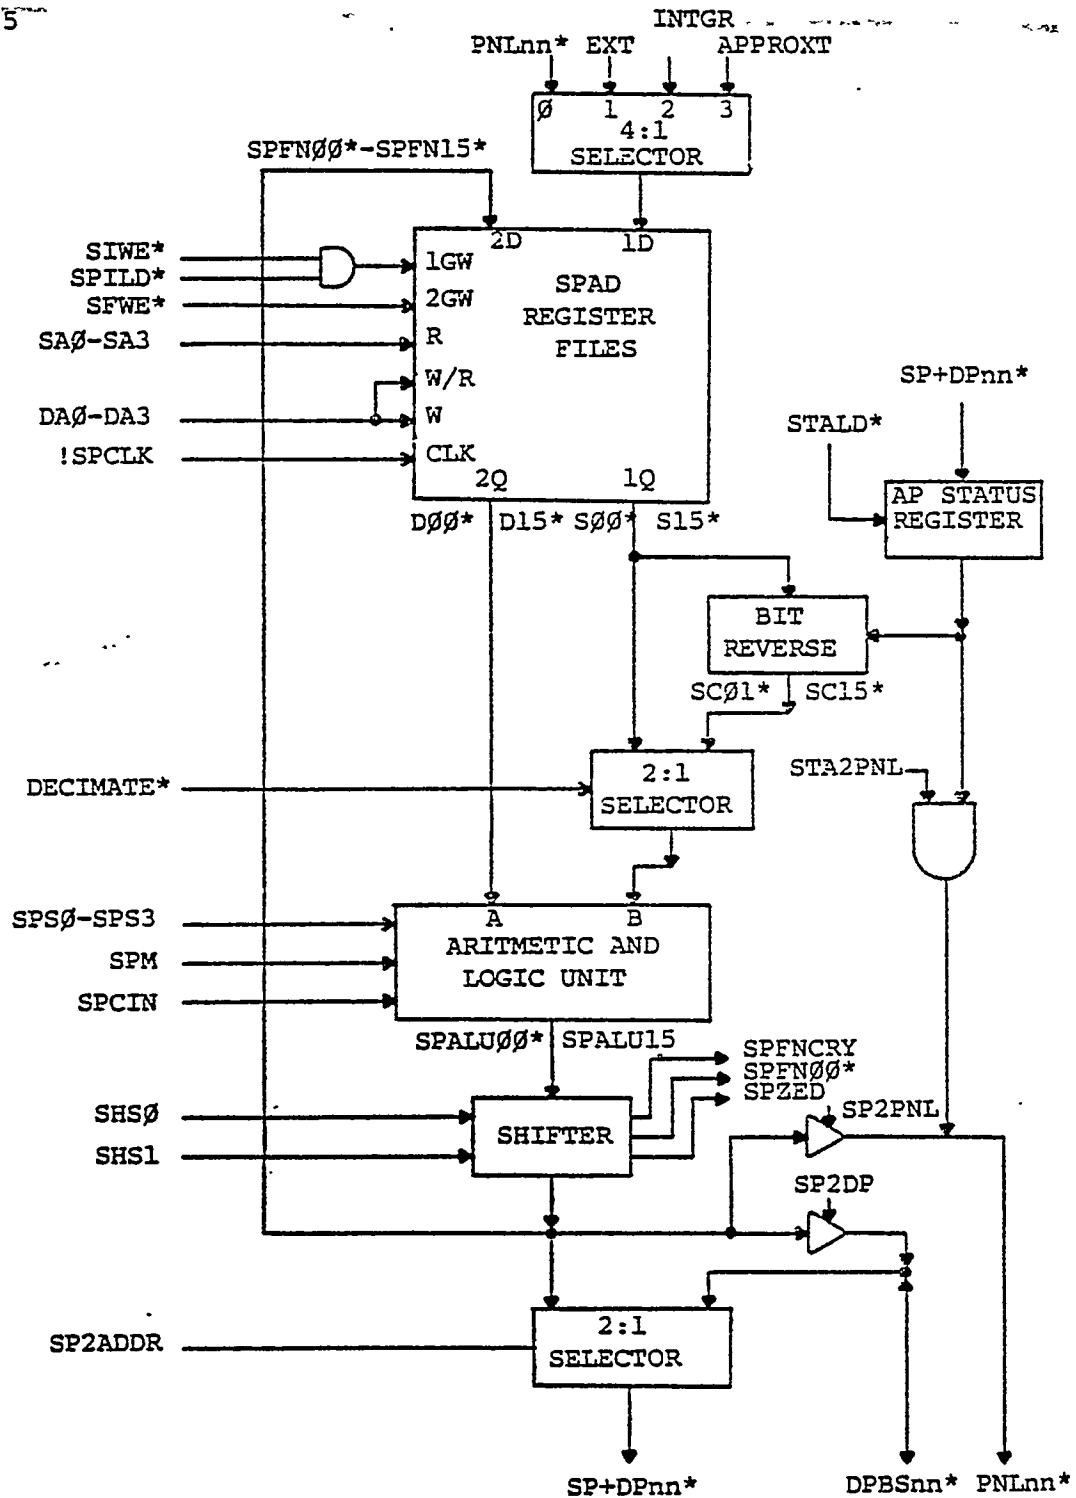 5
INTGR
PNLnn* EXT APPROXT
Ø 1 2 3
4:1
SELECTOR
SPFNØØ*-SPFN15*
2D 1D
SIWE*
SPILD*
1GW
SPAD
REGISTER
FILES
SFWE*
2GW
SAØ-SA3
R
W/R
DAØ-DA3
W
!SPCLK
CLK
2Q 1Q
DØØ* D15* SØØ* S15*
SP+DPnn*
STALD*
AP STATUS
REGISTER
BIT
REVERSE
SCØ1* SC15*
STA2PNL
DECIMATE*
2:1
SELECTOR
SPSØ-SPS3
SPM
SPCIN
A B
ARITMETIC AND
LOGIC UNIT
SPALUØØ* SPALU15
SPFNCRY
SPFNØØ*
SPZED
SHSØ
SHS1
SHIFTER
SP2PNL
SP2DP
SP2ADDR
2:1
SELECTOR
SP+DPnn* DPBSnn* PNLnn*